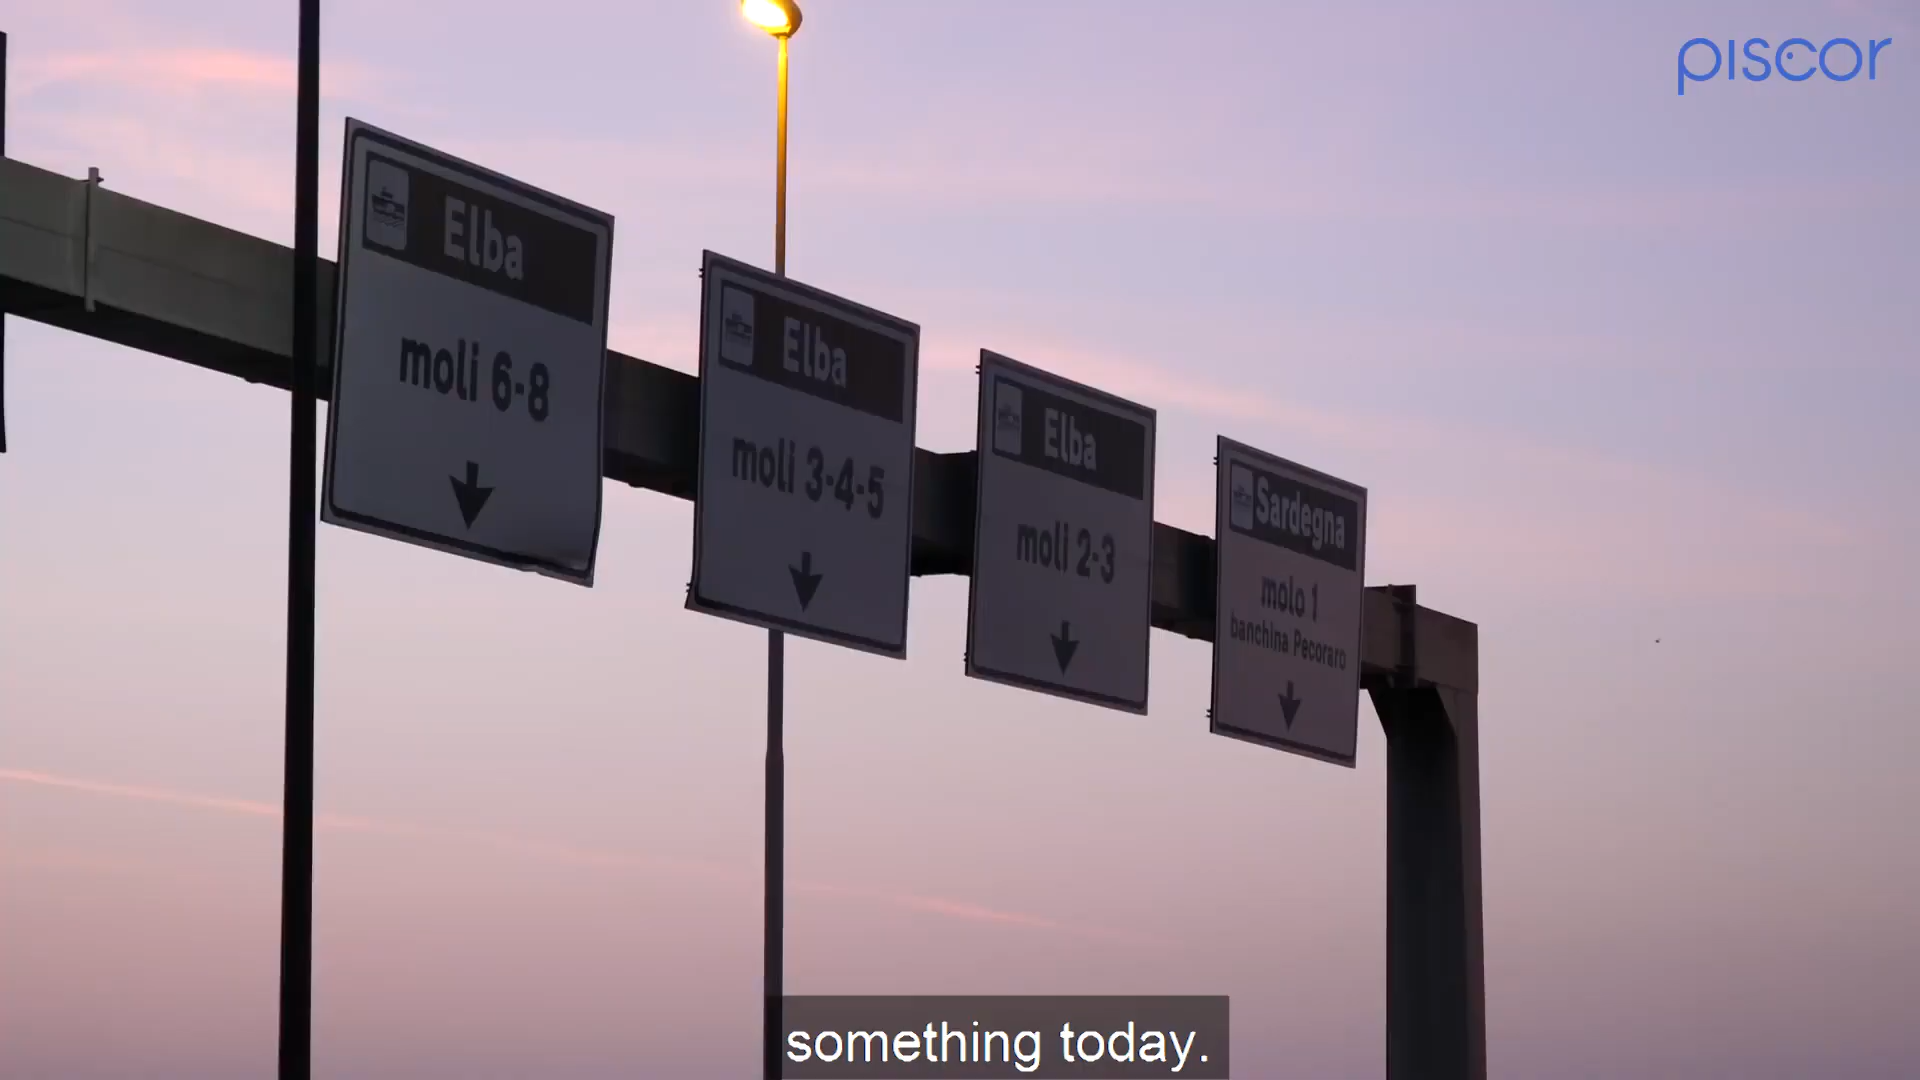 piscor
Elba
moli 6-8
Elba
moli 3-4-5
Elba
moli 2-3
Sardegna
molo 1
banchina Pecoraro
something today.